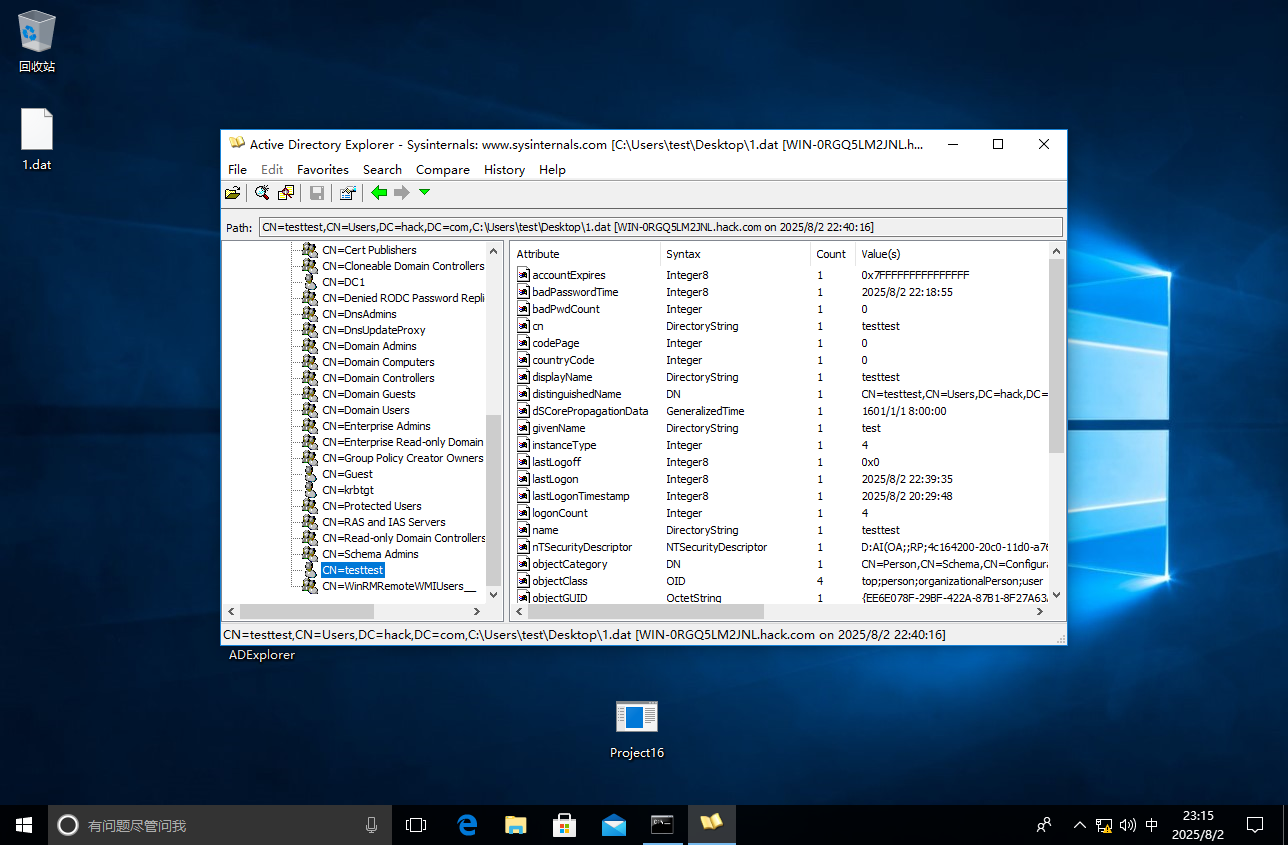 回收站
1.dat
Active Directory Explorer - Sysinternals: www.sysinternals.com [C:\Users\test\Desktop\1.dat [WIN-0RGQ5LM2JNL.h...
File Edit Favorites Search Compare History Help
Path: CN=testtest,CN=Users,DC=hack,DC=com,C:\Users\test\Desktop\1.dat [WIN-0RGQ5LM2JNL.hack.com on 2025/8/2 22:40:16]
CN=Cert Publishers
CN=Cloneable Domain Controllers
CN=DC1
CN=Denied RODC Password Repli
CN=DnsAdmins
CN=DnsUpdateProxy
CN=Domain Admins
CN=Domain Computers
CN=Domain Controllers
CN=Domain Guests
CN=Domain Users
CN=Enterprise Admins
CN=Enterprise Read-only Domain
CN=Group Policy Creator Owners
CN=Guest
CN=krbtgt
CN=Protected Users
CN=RAS and IAS Servers
CN=Read-only Domain Controllers
CN=Schema Admins
CN=testtest
CN=WinRMRemoteWMIUsers__
Attribute Syntax Count Value(s)
accountExpires Integer8 1 0x7FFFFFFFFFFFFFFF
badPasswordTime Integer8 1 2025/8/2 22:18:55
badPwdCount Integer 1 0
cn DirectoryString 1 testtest
codePage Integer 1 0
countryCode Integer 1 0
displayName DirectoryString 1 testtest
distinguishedName DN 1 CN=testtest,CN=Users,DC=hack,DC=
dSCorePropagationData GeneralizedTime 1 1601/1/1 8:00:00
givenName DirectoryString 1 test
instanceType Integer 1 4
lastLogoff Integer8 1 0x0
lastLogon Integer8 1 2025/8/2 22:39:35
lastLogonTimestamp Integer8 1 2025/8/2 20:29:48
logonCount Integer 1 4
name DirectoryString 1 testtest
nTSecurityDescriptor NTSecurityDescriptor 1 D:AI(OA;;RP;4c164200-20c0-11d0-a76
objectCategory DN 1 CN=Person,CN=Schema,CN=Configura
objectClass OID 4 top;person;organizationalPerson;user
objectGUID OctetString 1 {EE6E078F-29BF-422A-87B1-8F27A63A
CN=testtest,CN=Users,DC=hack,DC=com,C:\Users\test\Desktop\1.dat [WIN-0RGQ5LM2JNL.hack.com on 2025/8/2 22:40:16]
ADExplorer
Project16
有问题尽管问我
中
23:15
2025/8/2